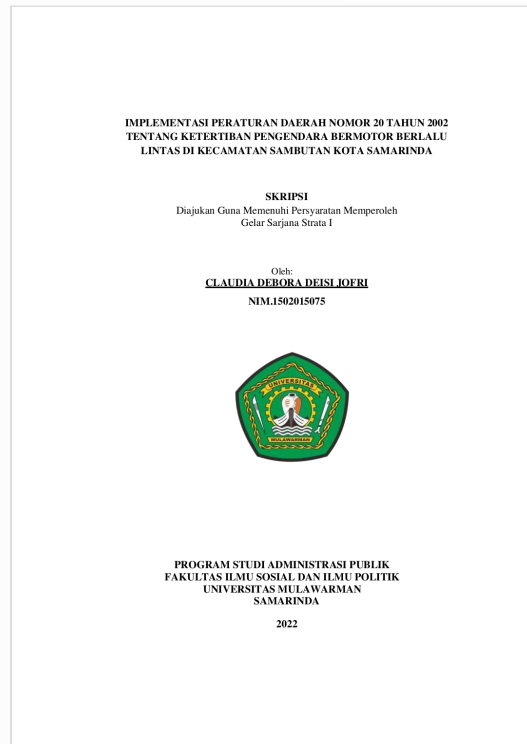 IMPLEMENTASI PERATURAN DAERAH NOMOR 20 TAHUN 2002
TENTANG KETERTIBAN PENGENDARA BERMOTOR BERLALU
LINTAS DI KECAMATAN SAMBUTAN KOTA SAMARINDA
SKRIPSI
Diajukan Guna Memenuhi Persyaratan Memperoleh
Gelar Sarjana Strata I
Oleh:
CLAUDIA DEBORA DEISI JOFRI
NIM.1502015075
UNIVERSITAS
MULAWARMAN
PROGRAM STUDI ADMINISTRASI PUBLIK
FAKULTAS ILMU SOSIAL DAN ILMU POLITIK
UNIVERSITAS MULAWARMAN
SAMARINDA
2022